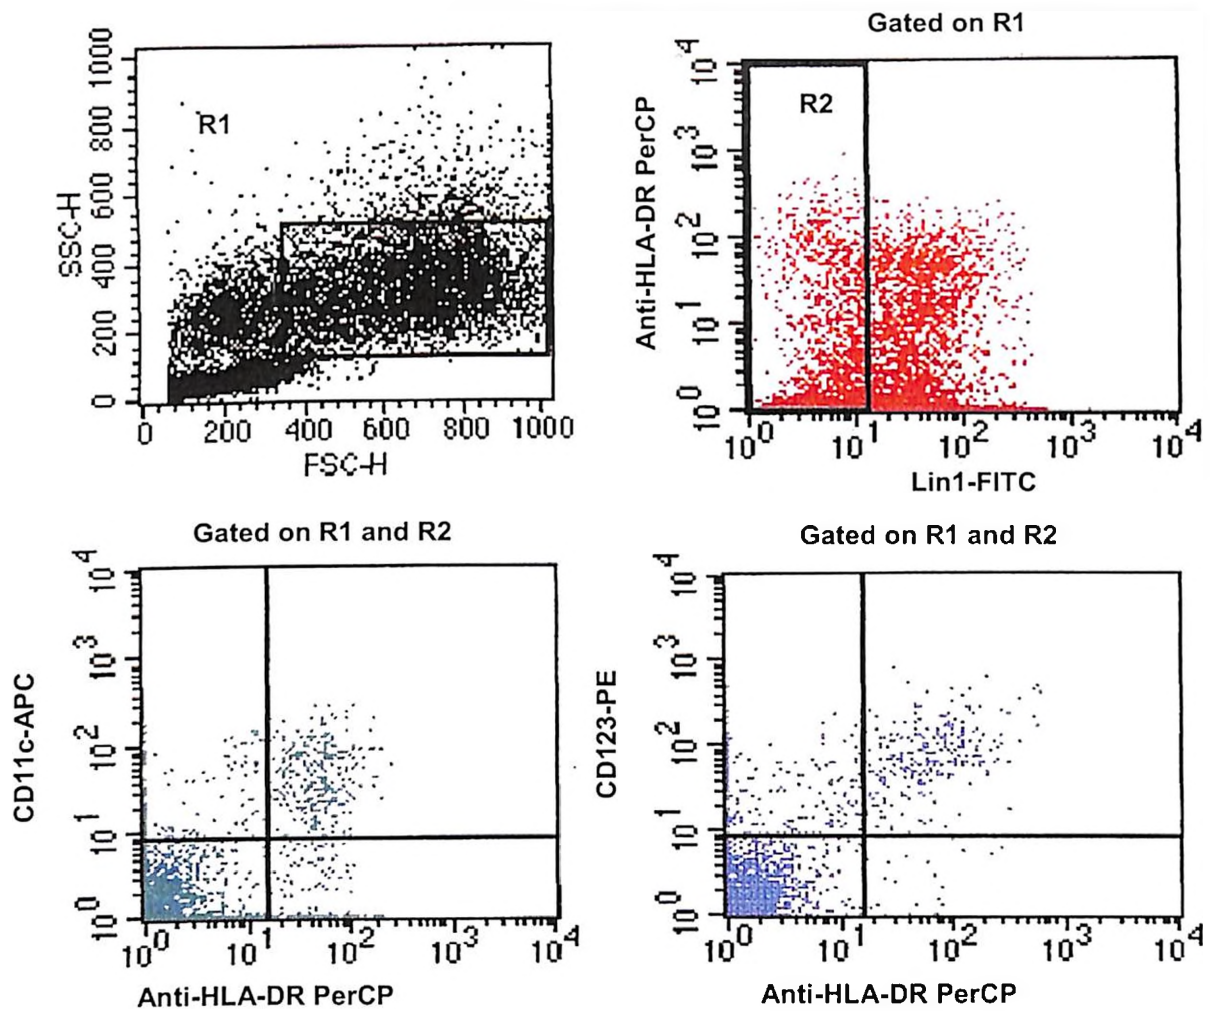 1000
800
600
400
200
0
SSC-H
R1
0 200 400 600 800 1000
FSC-H
Gated on R1
10^4
10^3
10^2
10^1
10^0
Anti-HLA-DR PerCP
R2
10^0 10^1 10^2 10^3 10^4
Lin1-FITC
Gated on R1 and R2
10^4
10^3
10^2
10^1
10^0
CD11c-APC
10^0 10^1 10^2 10^3 10^4
Anti-HLA-DR PerCP
Gated on R1 and R2
10^4
10^3
10^2
10^1
10^0
CD123-PE
10^0 10^1 10^2 10^3 10^4
Anti-HLA-DR PerCP